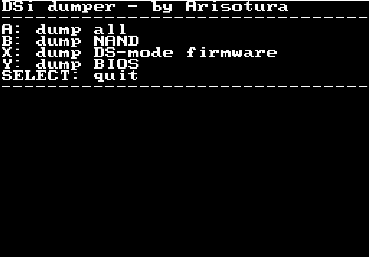 DSi dumper - by Arisotura
A: dump all
B: dump NAND
X: dump DS-mode firmware
Y: dump BIOS
SELECT: quit